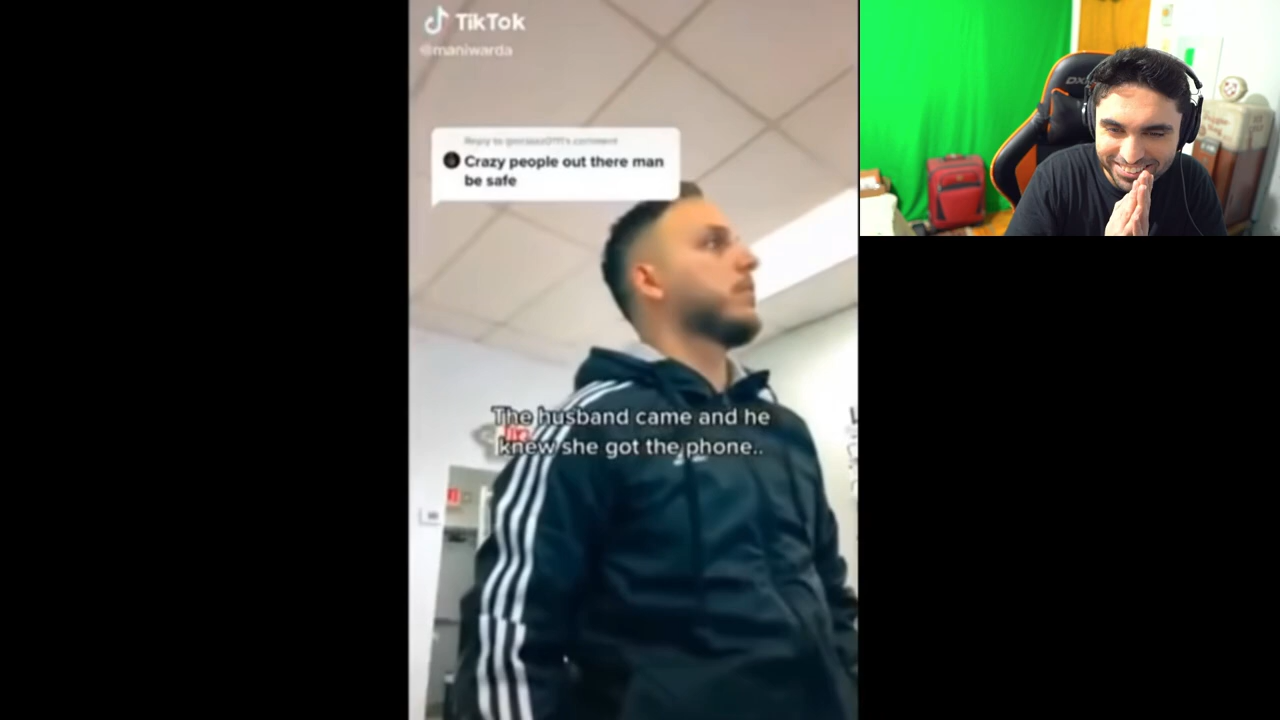 TikTok
@maniwarda
Crazy people out there man
be safe
The husband came and he
knew she got the phone..